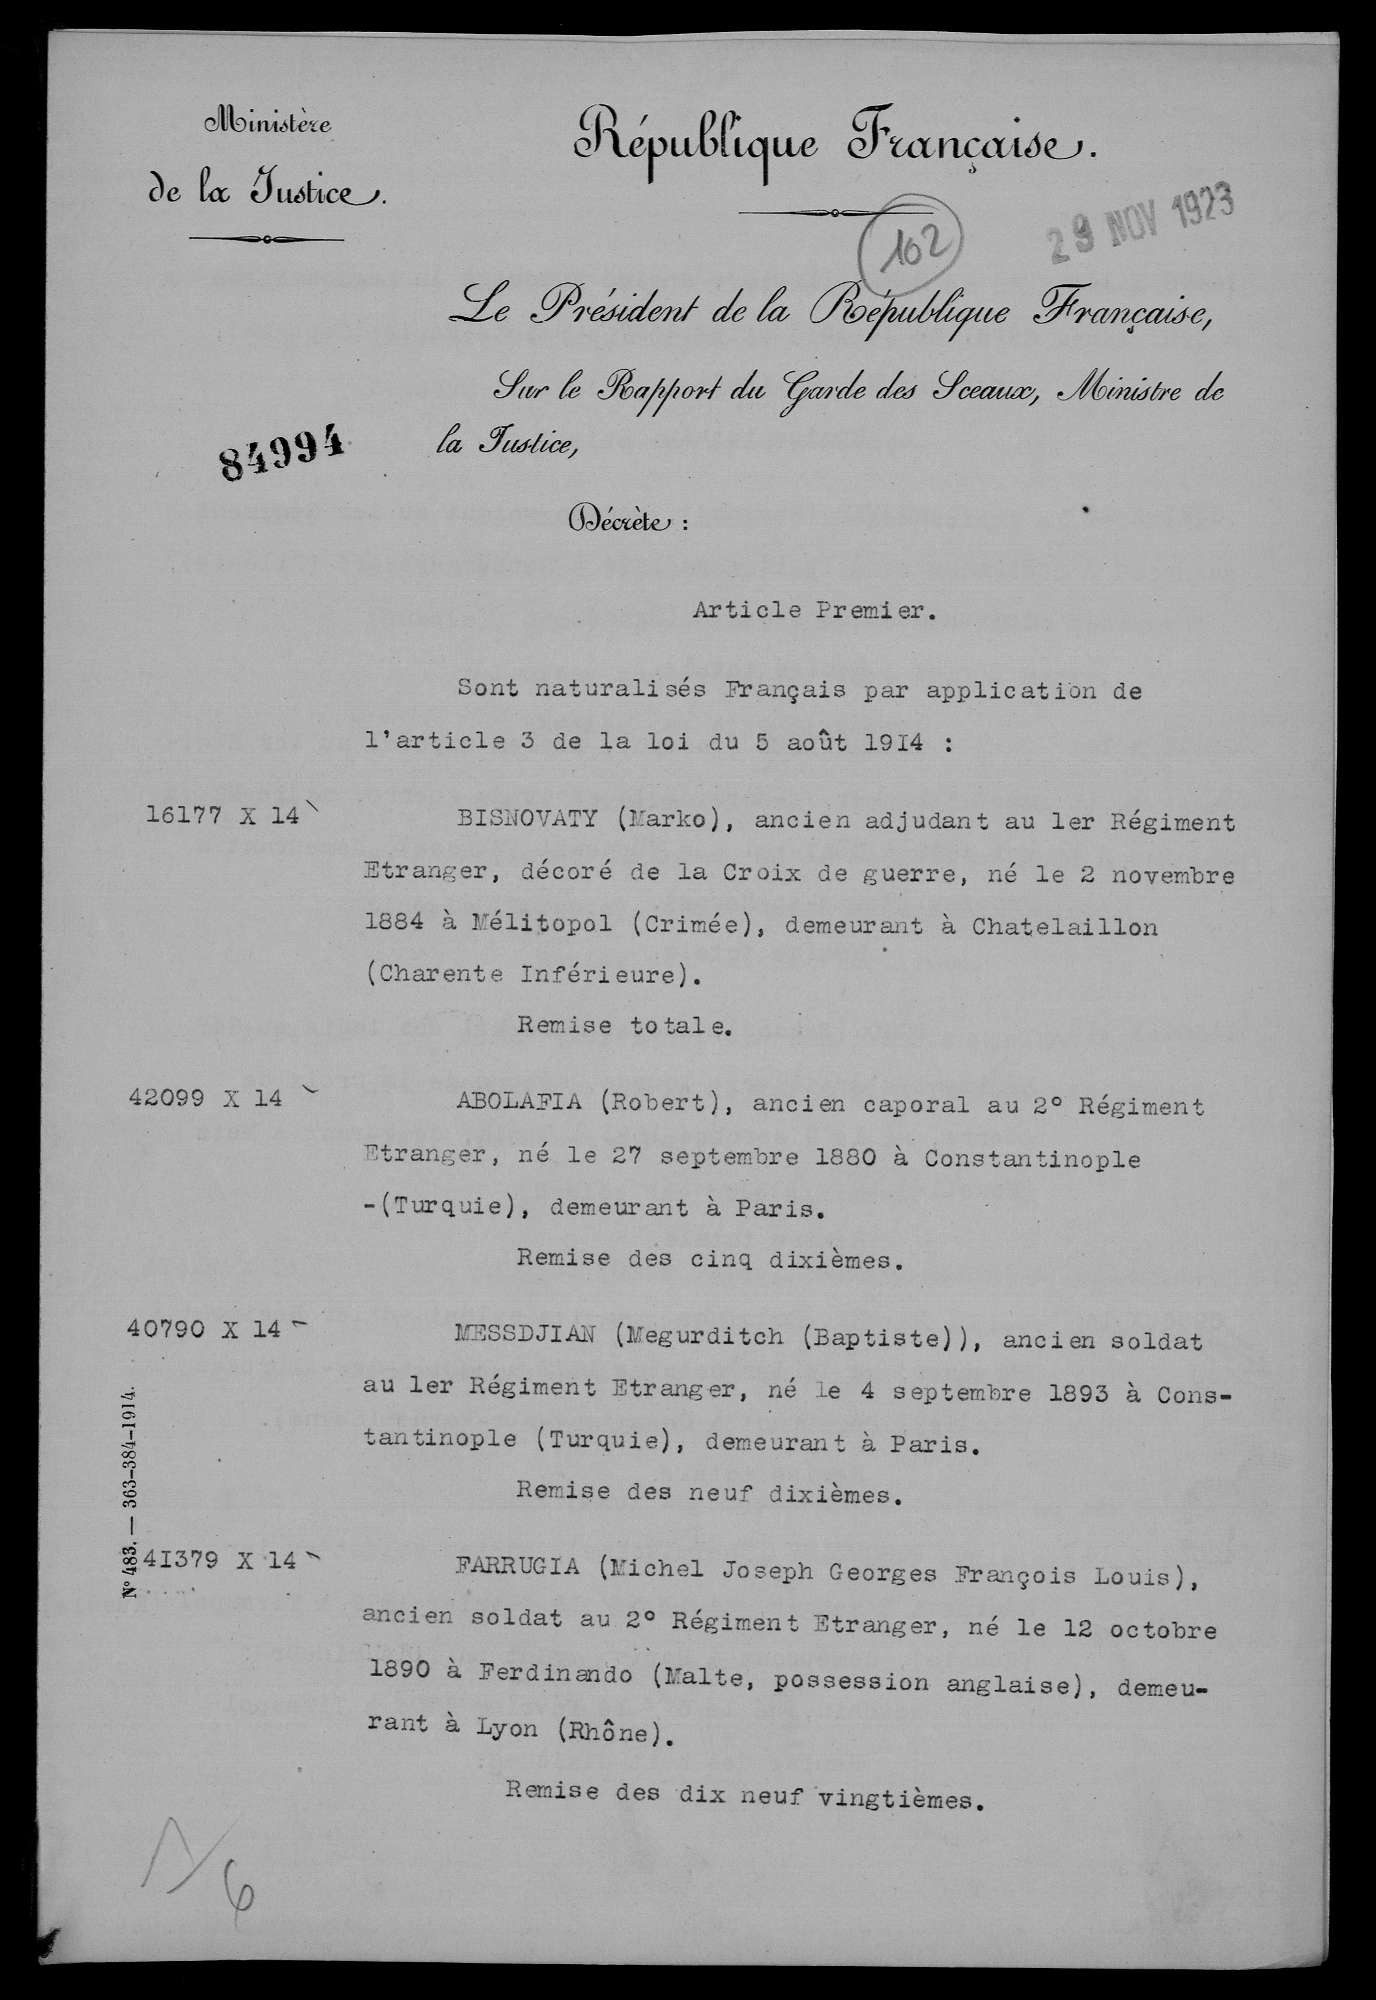 Ministère
de la Justice.
République Française.
29 NOV 1923
102
Le Président de la République Française,
Sur le Rapport du Garde des Sceaux, Ministre de
la Justice,
84994
Décrète :
Article Premier.
Sont naturalisés Français par application de
l'article 3 de la loi du 5 août 19I4 :
16177 X 14
BISNOVATY (Marko), ancien adjudant au 1er Régiment
Etranger, décoré de la Croix de guerre, né le 2 novembre
1884 à Mélitopol (Crimée), demeurant à Chatelaillon
(Charente Inférieure).
Remise totale.
42099 X 14
ABOLAFIA (Robert), ancien caporal au 2° Régiment
Etranger, né le 27 septembre 1880 à Constantinople
-(Turquie), demeurant à Paris.
Remise des cinq dixièmes.
40790 X 14
MESSDJIAN (Megurditch (Baptiste)), ancien soldat
au 1er Régiment Etranger, né le 4 septembre 1893 à Cons-
tantinople (Turquie), demeurant à Paris.
Remise des neuf dixièmes.
4I379 X 14
FARRUGIA (Michel Joseph Georges François Louis),
ancien soldat au 2° Régiment Etranger, né le 12 octobre
1890 à Ferdinando (Malte, possession anglaise), demeu-
rant à Lyon (Rhône).
Remise des dix neuf vingtièmes.
N° 483. — 363-384-1914.
6